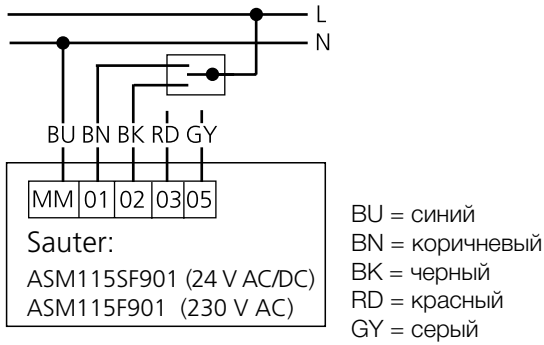 L
N
BU BN BK RD GY
MM 01 02 03 05
Sauter:
ASM115SF901 (24 V AC/DC)
ASM115F901 (230 V AC)
BU = синий
BN = коричневый
BK = черный
RD = красный
GY = серый